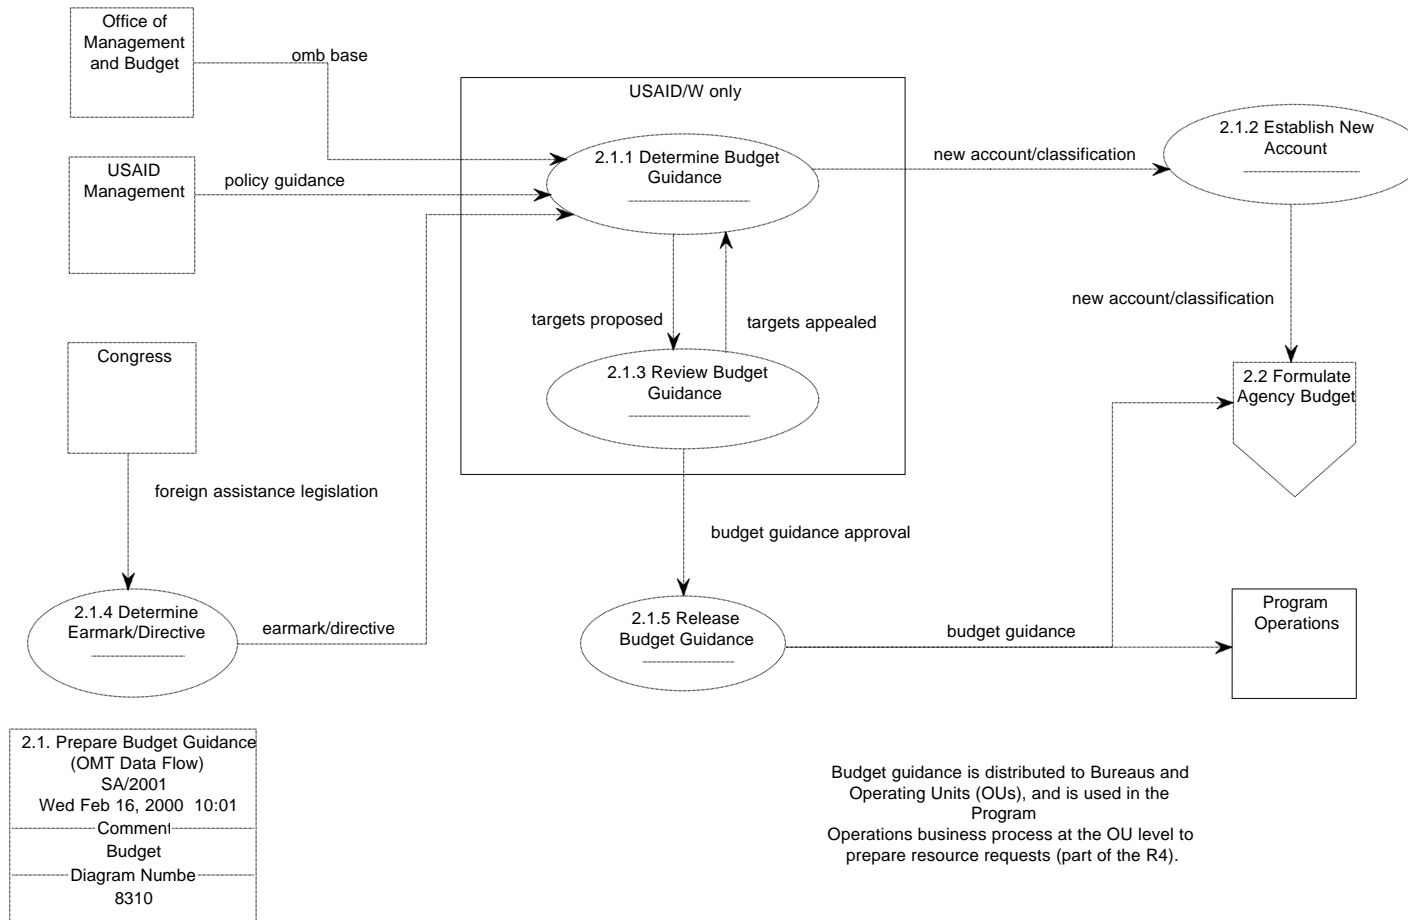 Office of
Management
and Budget
omb base
USAID/W only
2.1.1 Determine Budget
Guidance
new account/classification
2.1.2 Establish New
Account
USAID
Management
policy guidance
targets proposed
targets appealed
new account/classification
Congress
2.1.3 Review Budget
Guidance
2.2 Formulate
Agency Budget
foreign assistance legislation
budget guidance approval
2.1.4 Determine
Earmark/Directive
earmark/directive
2.1.5 Release
Budget Guidance
budget guidance
Program
Operations
2.1. Prepare Budget Guidance
(OMT Data Flow)
SA/2001
Wed Feb 16, 2000  10:01
Comment
Budget
Diagram Numbe
8310
Budget guidance is distributed to Bureaus and
Operating Units (OUs), and is used in the
Program
Operations business process at the OU level to
prepare resource requests (part of the R4).